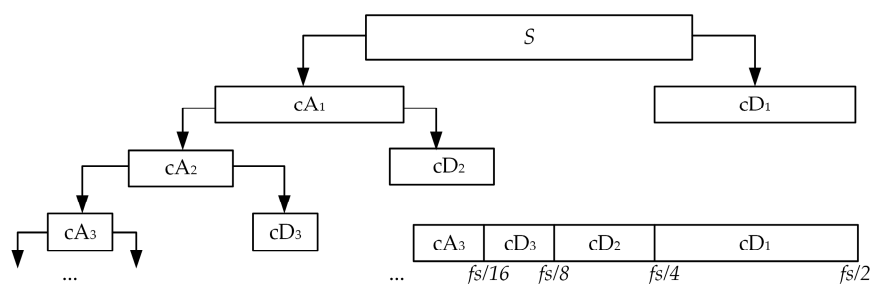 S
cA1 cD1
cA2 cD2
cA3 cD3 cA3 cD3 cD2 cD1
... ... fs/16 fs/8 fs/4 fs/2